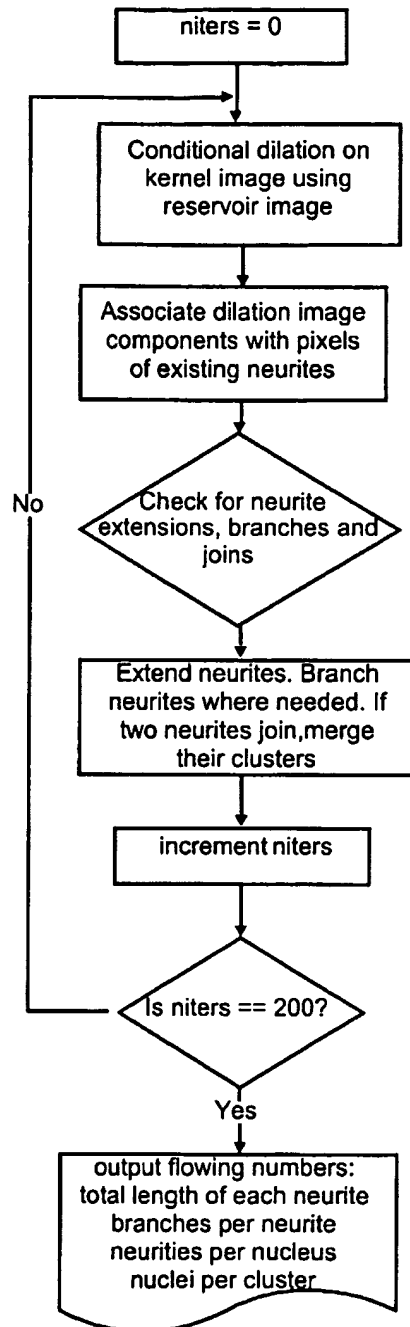 niters = 0
Conditional dilation on
kernel image using
reservoir image
Associate dilation image
components with pixels
of existing neurites
Check for neurite
extensions, branches and
joins
No
Extend neurites. Branch
neurites where needed. If
two neurites join,merge
their clusters
increment niters
Is niters == 200?
Yes
output flowing numbers:
total length of each neurite
branches per neurite
neurities per nucleus
nuclei per cluster